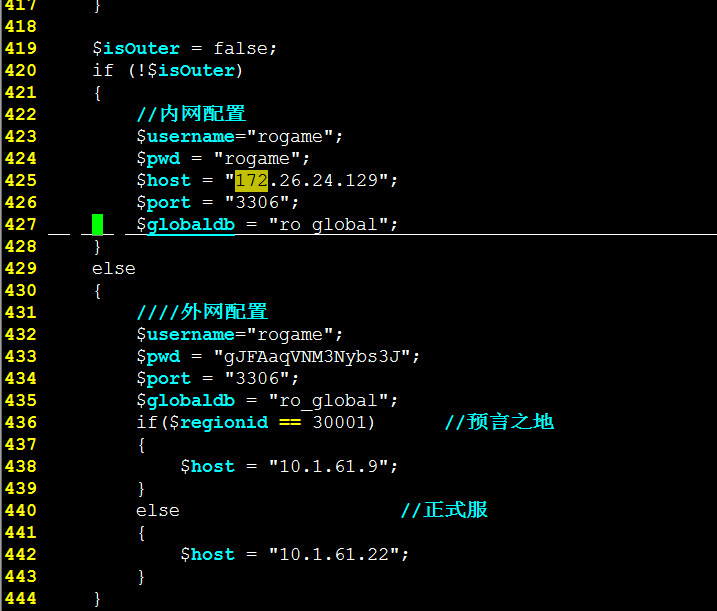 417        }
418
419        $isOuter = false;
420        if (!$isOuter)
421        {
422            //内网配置
423            $username="rogame";
424            $pwd = "rogame";
425            $host = "172.26.24.129";
426            $port = "3306";
427            $globaldb = "ro_global";
428        }
429        else
430        {
431            ////外网配置
432            $username="rogame";
433            $pwd = "gJFAaqVNM3Nybs3J";
434            $port = "3306";
435            $globaldb = "ro_global";
436            if($regionid == 30001)      //预言之地
437            {
438                $host = "10.1.61.9";
439            }
440            else                    //正式服
441            {
442                $host = "10.1.61.22";
443            }
444        }